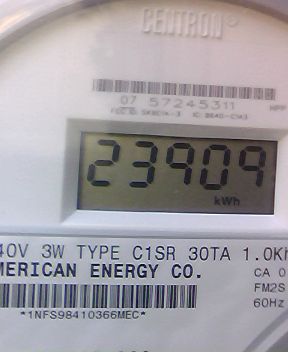 CENTRON®
07 57245311
23909
kWh
40V 3W TYPE C1SR 30TA 1.0Kh
MERICAN ENERGY CO.
CA 0
FM2S
60Hz
*1NFS98410366MEC*